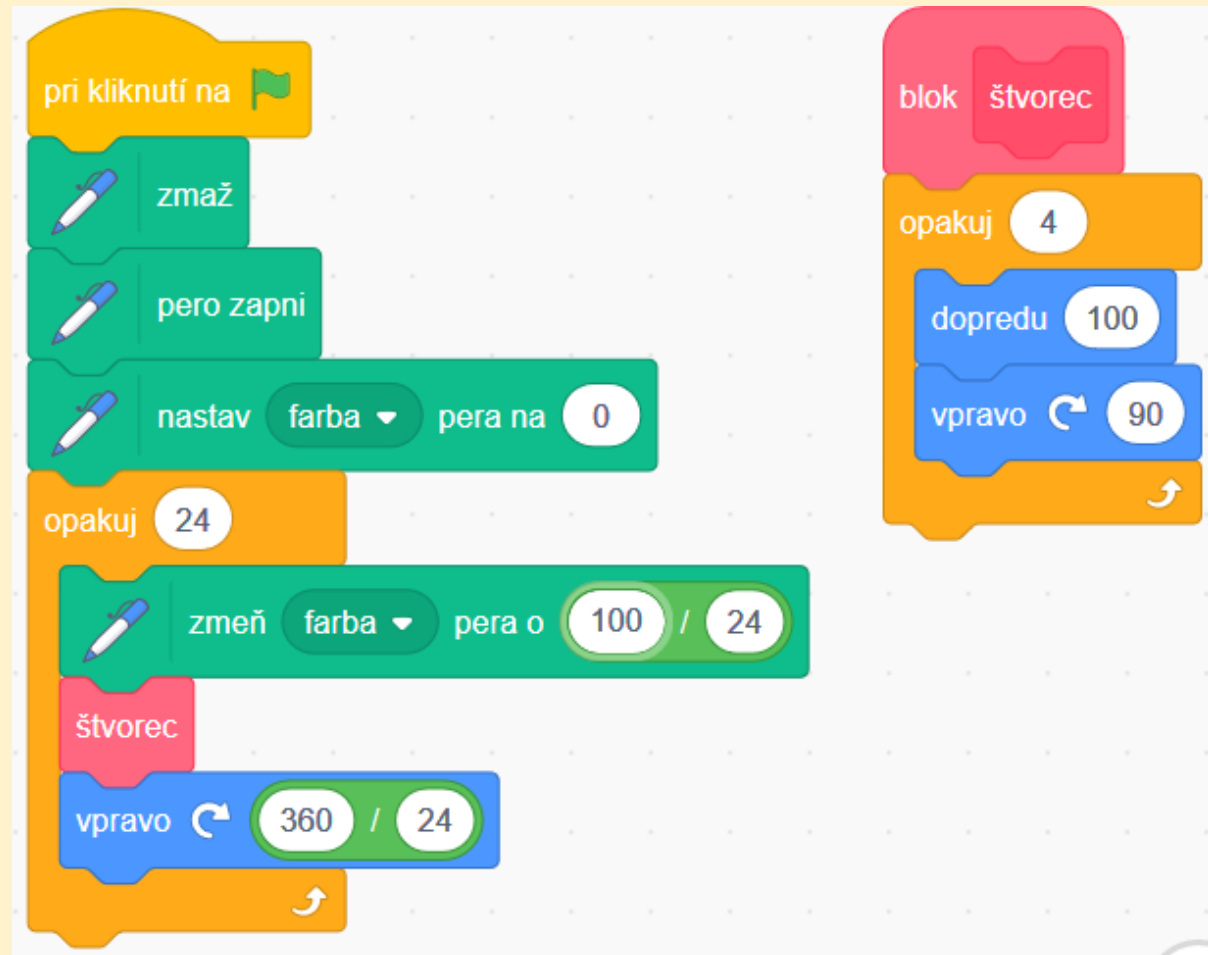 pri kliknutí na
zmaž
pero zapni
nastav farba pera na 0
opakuj 24
zmeň farba pera o 100 / 24
štvorec
vpravo 360 / 24
blok štvorec
opakuj 4
dopredu 100
vpravo 90